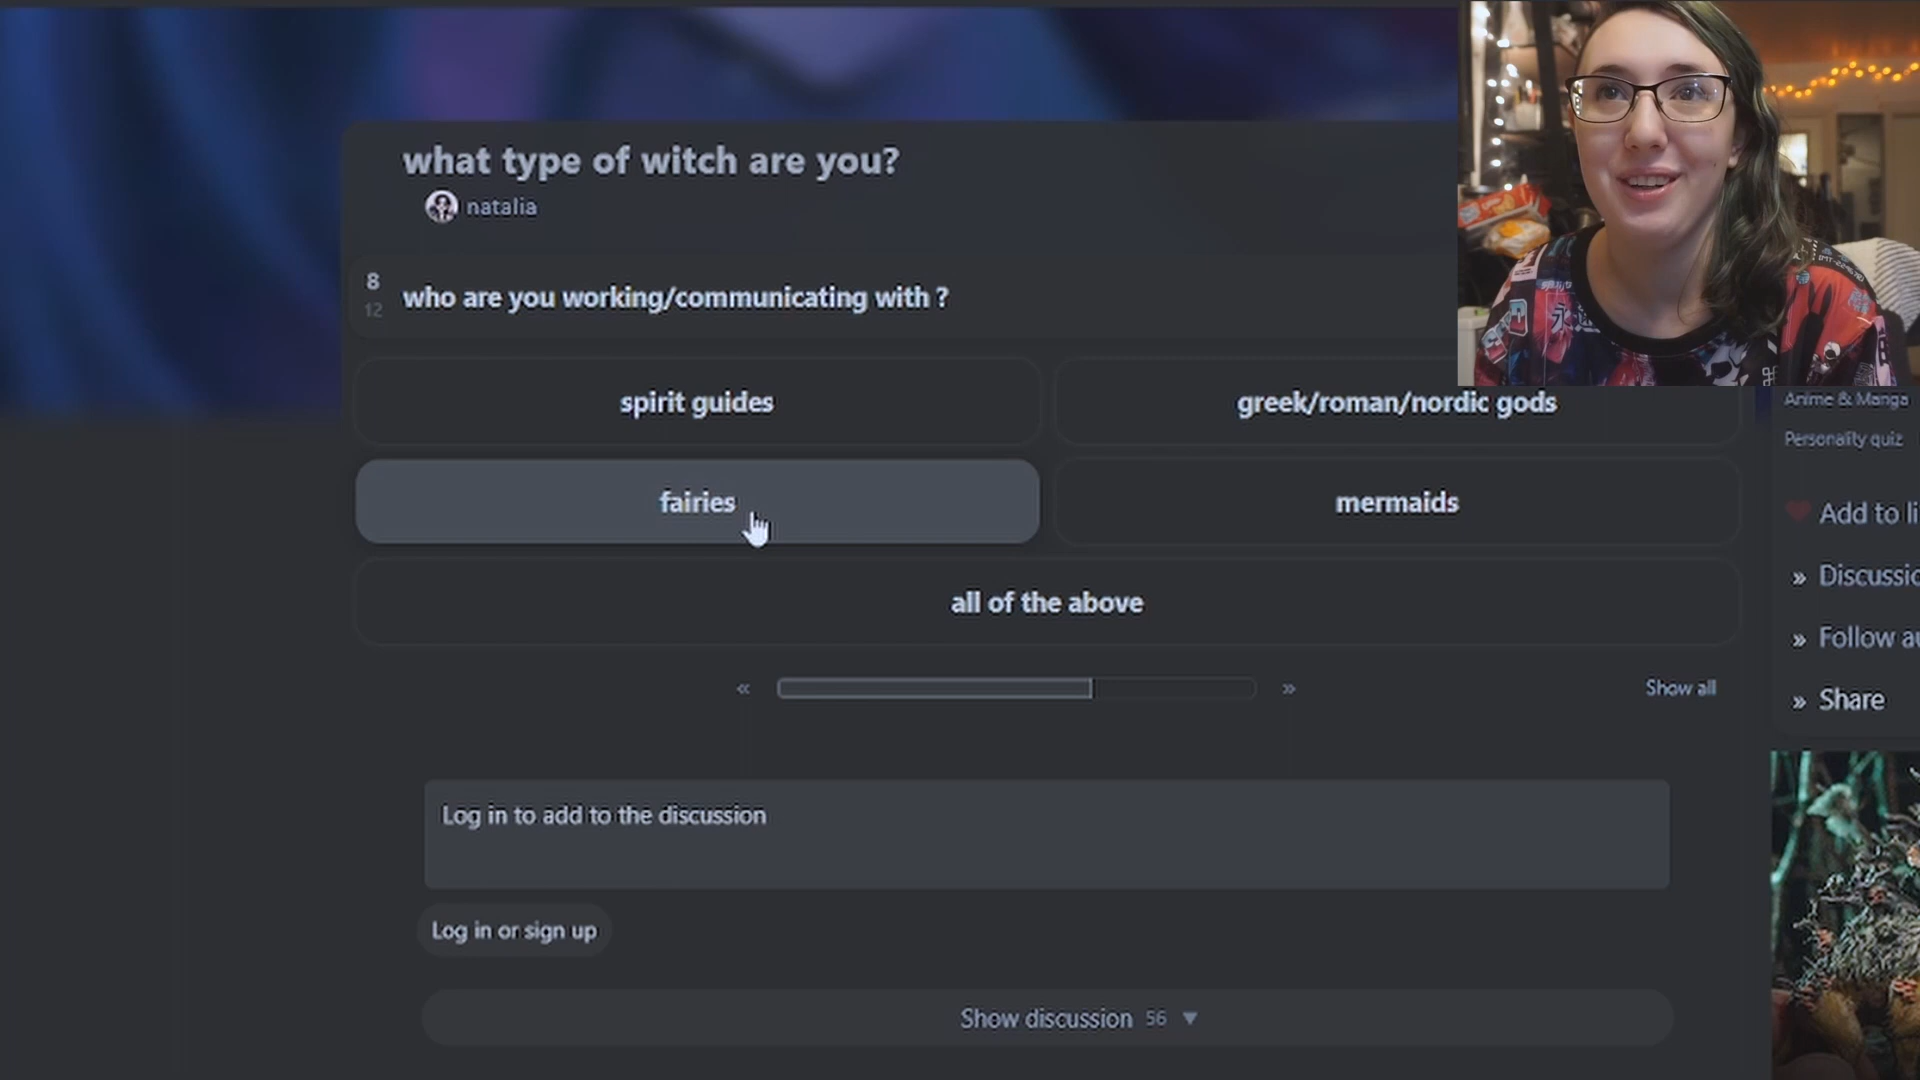 what type of witch are you?
natalia
8
12
who are you working/communicating with ?
spirit guides
greek/roman/nordic gods
fairies
mermaids
all of the above
«
»
Show all
Anime & Manga
Personality quiz
Add to li
» Discussio
» Follow au
» Share
Log in to add to the discussion
Log in or sign up
Show discussion 56 ▼